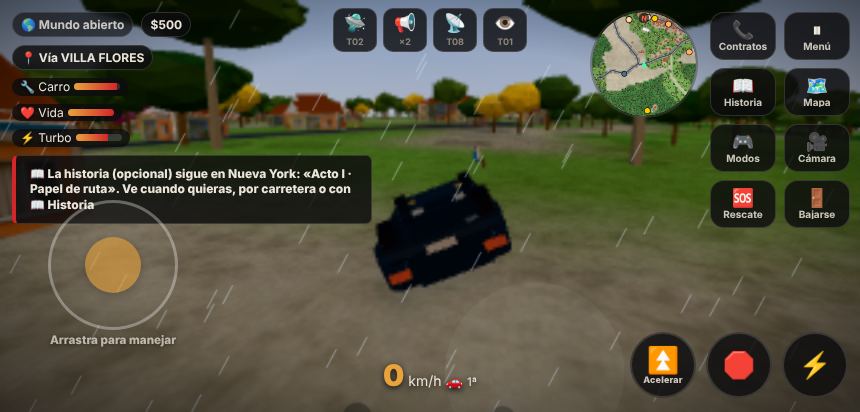 Mundo abierto
$500
Vía VILLA FLORES
Carro
Vida
Turbo
T02
×2
T08
T01
N
Contratos
Menú
Historia
Mapa
Modos
Cámara
SOS
Rescate
Bajarse
La historia (opcional) sigue en Nueva York: «Acto I ·
Papel de ruta». Ve cuando quieras, por carretera o con
Historia
Arrastra para manejar
0 km/h 1ª
Acelerar